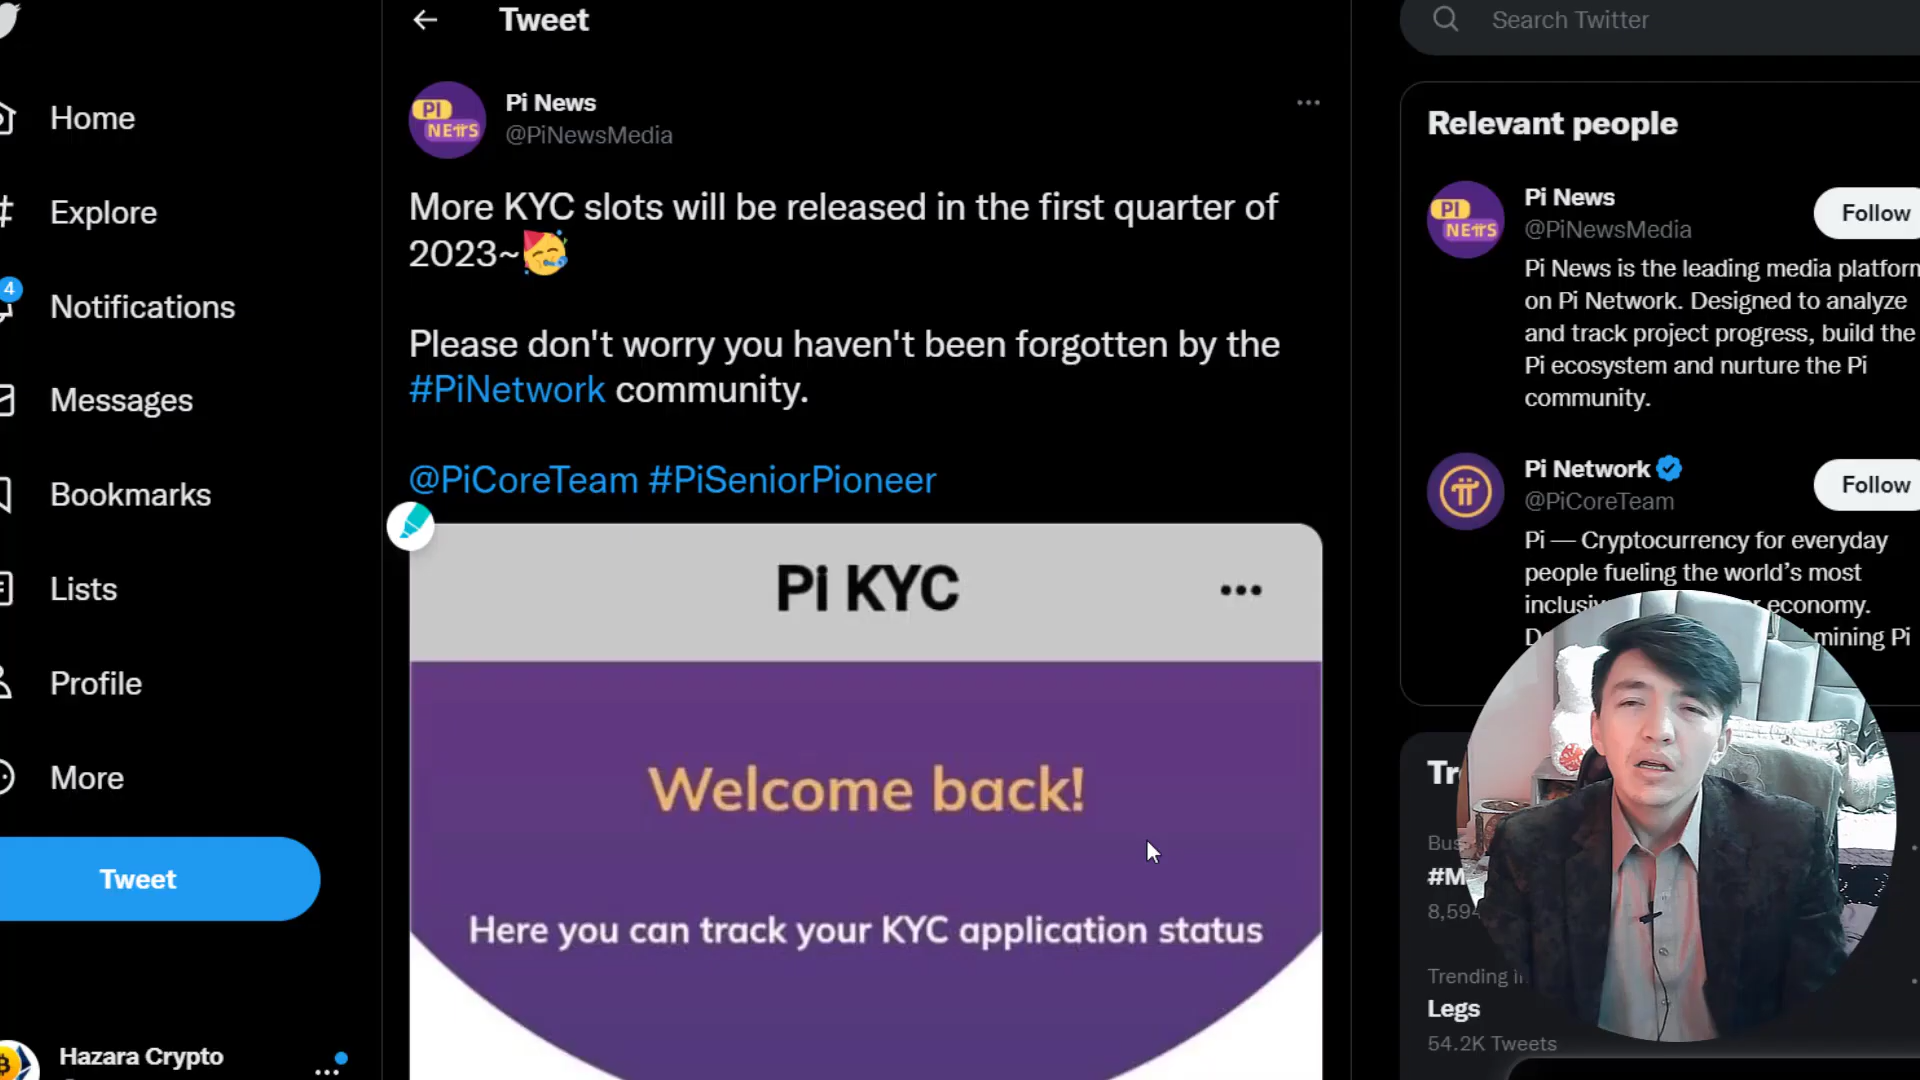 Tweet
Search Twitter
Home
Explore
4
Notifications
Messages
Bookmarks
Lists
Profile
More
Tweet
Hazara Crypto
PI
NEWS
Pi News
@PiNewsMedia
More KYC slots will be released in the first quarter of
2023~🥳
Please don't worry you haven't been forgotten by the
#PiNetwork community.
@PiCoreTeam #PiSeniorPioneer
Pi KYC
Welcome back!
Here you can track your KYC application status
Relevant people
PI
NEWS
Pi News
@PiNewsMedia
Follow
Pi News is the leading media platform
on Pi Network. Designed to analyze
and track project progress, build the
Pi ecosystem and nurture the Pi
community.
Pi Network
@PiCoreTeam
Follow
Pi — Cryptocurrency for everyday
people fueling the world's most
economy.
mining Pi
Trending
Legs
54.2K Tweets